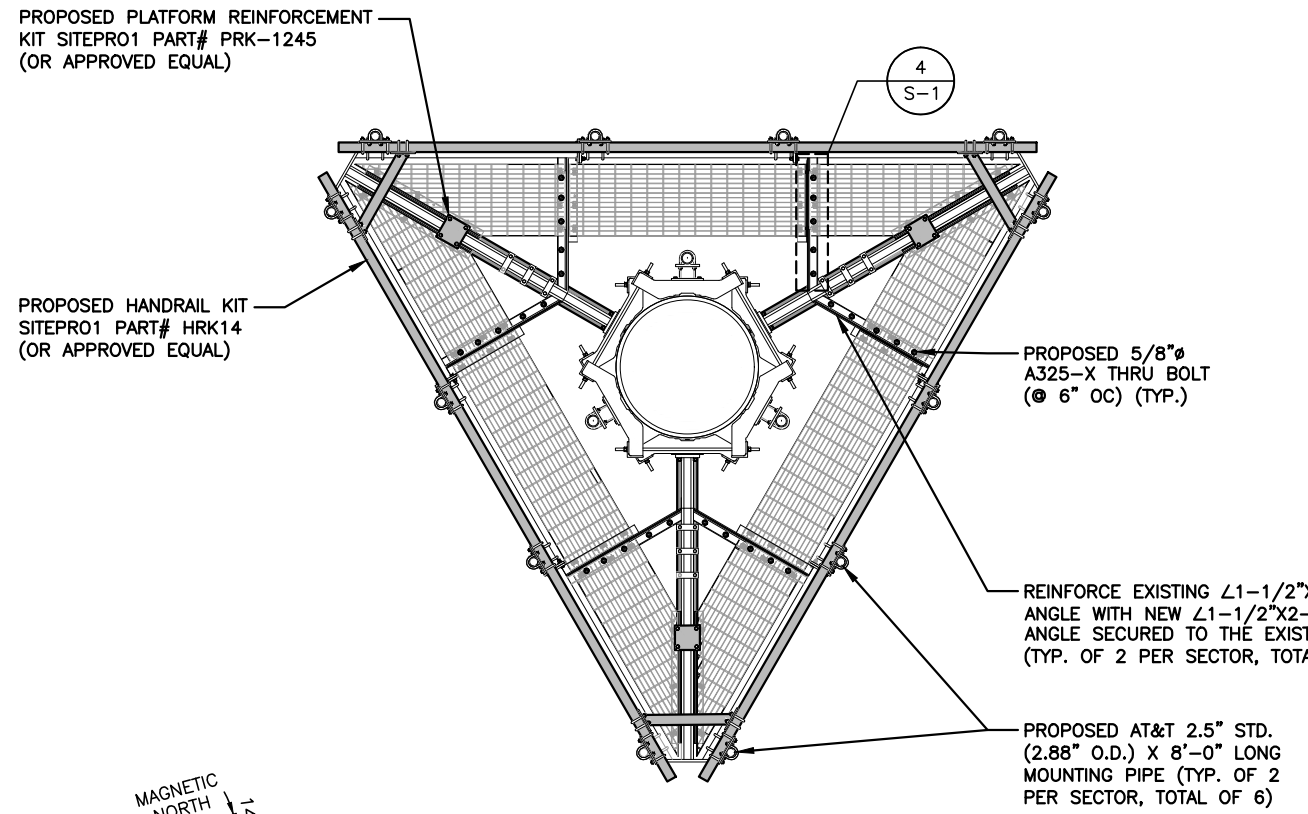 PROPOSED PLATFORM REINFORCEMENT
KIT SITEPRO1 PART# PRK-1245
(OR APPROVED EQUAL)
4
S-1
PROPOSED HANDRAIL KIT
SITEPRO1 PART# HRK14
(OR APPROVED EQUAL)
PROPOSED 5/8"ø
A325-X THRU BOLT
(@ 6" OC) (TYP.)
REINFORCE EXISTING ∠1-1/2"X
ANGLE WITH NEW ∠1-1/2"X2-
ANGLE SECURED TO THE EXIST
(TYP. OF 2 PER SECTOR, TOTA
PROPOSED AT&T 2.5" STD.
(2.88" O.D.) X 8'-0" LONG
MOUNTING PIPE (TYP. OF 2
PER SECTOR, TOTAL OF 6)
MAGNETIC
NORTH